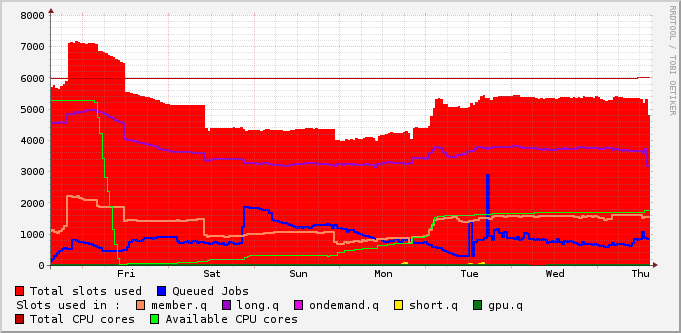 RRDTOOL / TOBI OETIKER
8000
7000
6000
5000
4000
3000
2000
1000
0
Fri Sat Sun Mon Tue Wed Thu
Total slots used Queued Jobs
Slots used in : member.q long.q ondemand.q short.q gpu.q
Total CPU cores Available CPU cores